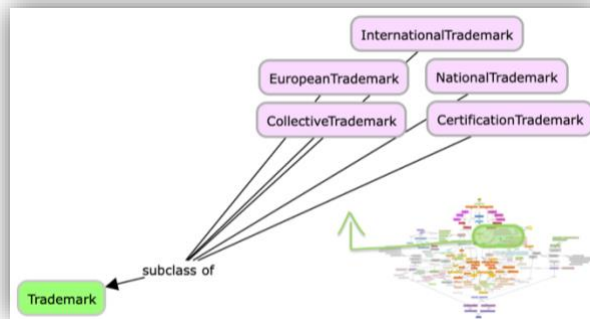 InternationalTrademark
EuropeanTrademark
NationalTrademark
CollectiveTrademark
CertificationTrademark
subclass of
Trademark